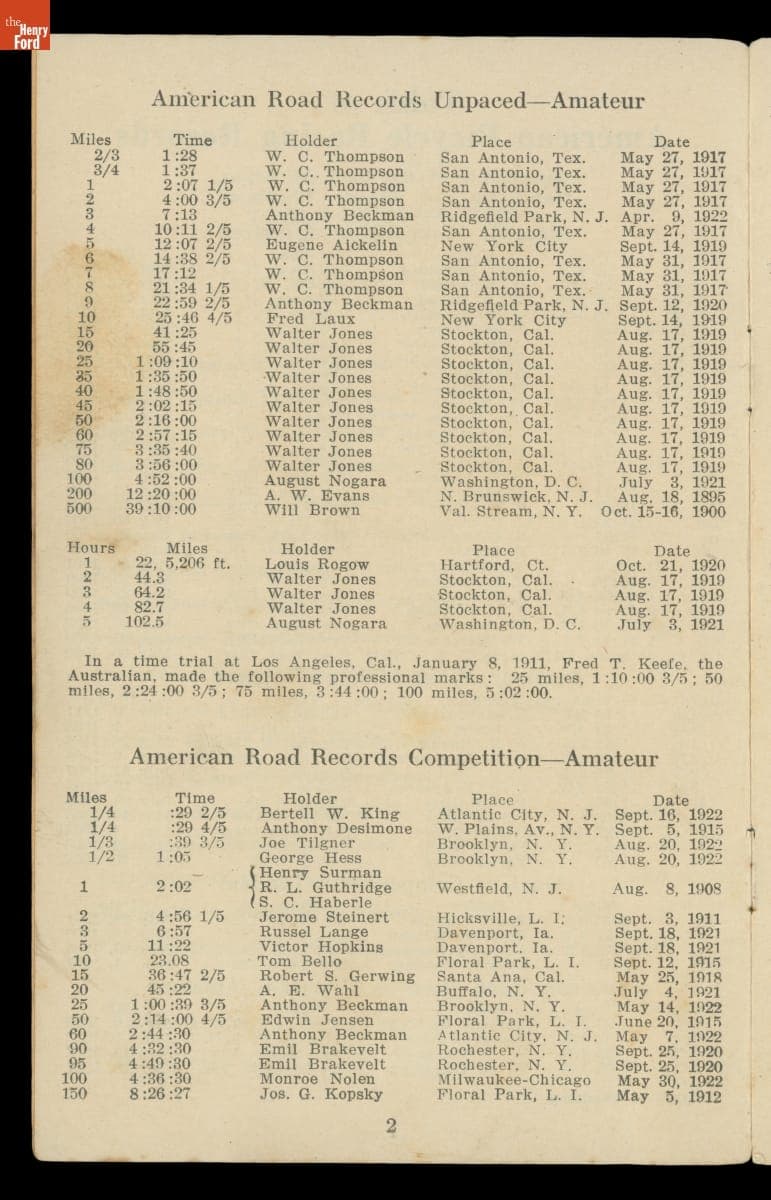 the
Henry
Ford
American Road Records Unpaced—Amateur
Miles Time Holder Place Date
2/3 1:28 W. C. Thompson San Antonio, Tex. May 27, 1917
3/4 1:37 W. C. Thompson San Antonio, Tex. May 27, 1917
1 2:07 1/5 W. C. Thompson San Antonio, Tex. May 27, 1917
2 4:00 3/5 W. C. Thompson San Antonio, Tex. May 27, 1917
3 7:13 Anthony Beckman Ridgefield Park, N. J. Apr. 9, 1922
4 10:11 2/5 W. C. Thompson San Antonio, Tex. May 27, 1917
5 12:07 2/5 Eugene Aickelin New York City Sept. 14, 1919
6 14:38 2/5 W. C. Thompson San Antonio, Tex. May 31, 1917
7 17:12 W. C. Thompson San Antonio, Tex. May 31, 1917
8 21:34 1/5 W. C. Thompson San Antonio, Tex. May 31, 1917
9 22:59 2/5 Anthony Beckman Ridgefield Park, N. J. Sept. 12, 1920
10 25:46 4/5 Fred Laux New York City Sept. 14, 1919
15 41:25 Walter Jones Stockton, Cal. Aug. 17, 1919
20 55:45 Walter Jones Stockton, Cal. Aug. 17, 1919
25 1:09:10 Walter Jones Stockton, Cal. Aug. 17, 1919
35 1:35:50 Walter Jones Stockton, Cal. Aug. 17, 1919
40 1:48:50 Walter Jones Stockton, Cal. Aug. 17, 1919
45 2:02:15 Walter Jones Stockton, Cal. Aug. 17, 1919
50 2:16:00 Walter Jones Stockton, Cal. Aug. 17, 1919
60 2:57:15 Walter Jones Stockton, Cal. Aug. 17, 1919
75 3:35:40 Walter Jones Stockton, Cal. Aug. 17, 1919
80 3:56:00 Walter Jones Stockton, Cal. Aug. 17, 1919
100 4:52:00 August Nogara Washington, D. C. July 3, 1921
200 12:20:00 A. W. Evans N. Brunswick, N. J. Aug. 18, 1895
500 39:10:00 Will Brown Val. Stream, N. Y. Oct. 15-16, 1900
Hours Miles Holder Place Date
1 22, 5,206 ft. Louis Rogow Hartford, Ct. Oct. 21, 1920
2 44.3 Walter Jones Stockton, Cal. Aug. 17, 1919
3 64.2 Walter Jones Stockton, Cal. Aug. 17, 1919
4 82.7 Walter Jones Stockton, Cal. Aug. 17, 1919
5 102.5 August Nogara Washington, D. C. July 3, 1921
In a time trial at Los Angeles, Cal., January 8, 1911, Fred T. Keefe, the
Australian, made the following professional marks: 25 miles, 1:10:00 3/5; 50
miles, 2:24:00 3/5; 75 miles, 3:44:00; 100 miles, 5:02:00.
American Road Records Competition—Amateur
Miles Time Holder Place Date
1/4 :29 2/5 Bertell W. King Atlantic City, N. J. Sept. 16, 1922
1/4 :29 4/5 Anthony Desimone W. Plains, Av., N. Y. Sept. 5, 1915
1/3 :39 3/5 Joe Tilgner Brooklyn, N. Y. Aug. 20, 1922
1/2 1:05 George Hess Brooklyn, N. Y. Aug. 20, 1922
Henry Surman
1 2:02 R. L. Guthridge Westfield, N. J. Aug. 8, 1908
S. C. Haberle
2 4:56 1/5 Jerome Steinert Hicksville, L. I. Sept. 3, 1911
3 6:57 Russel Lange Davenport, Ia. Sept. 18, 1921
5 11:22 Victor Hopkins Davenport, Ia. Sept. 18, 1921
10 23.08 Tom Bello Floral Park, L. I. Sept. 12, 1915
15 36:47 2/5 Robert S. Gerwing Santa Ana, Cal. May 25, 1918
20 45:22 A. E. Wahl Buffalo, N. Y. July 4, 1921
25 1:00:39 3/5 Anthony Beckman Brooklyn, N. Y. May 14, 1922
50 2:14:00 4/5 Edwin Jensen Floral Park, L. I. June 20, 1915
60 2:44:30 Anthony Beckman Atlantic City, N. J. May 7, 1922
90 4:32:30 Emil Brakevelt Rochester, N. Y. Sept. 25, 1920
95 4:49:30 Emil Brakevelt Rochester, N. Y. Sept. 25, 1920
100 4:36:30 Monroe Nolen Milwaukee-Chicago May 30, 1922
150 8:26:27 Jos. G. Kopsky Floral Park, L. I. May 5, 1912
2